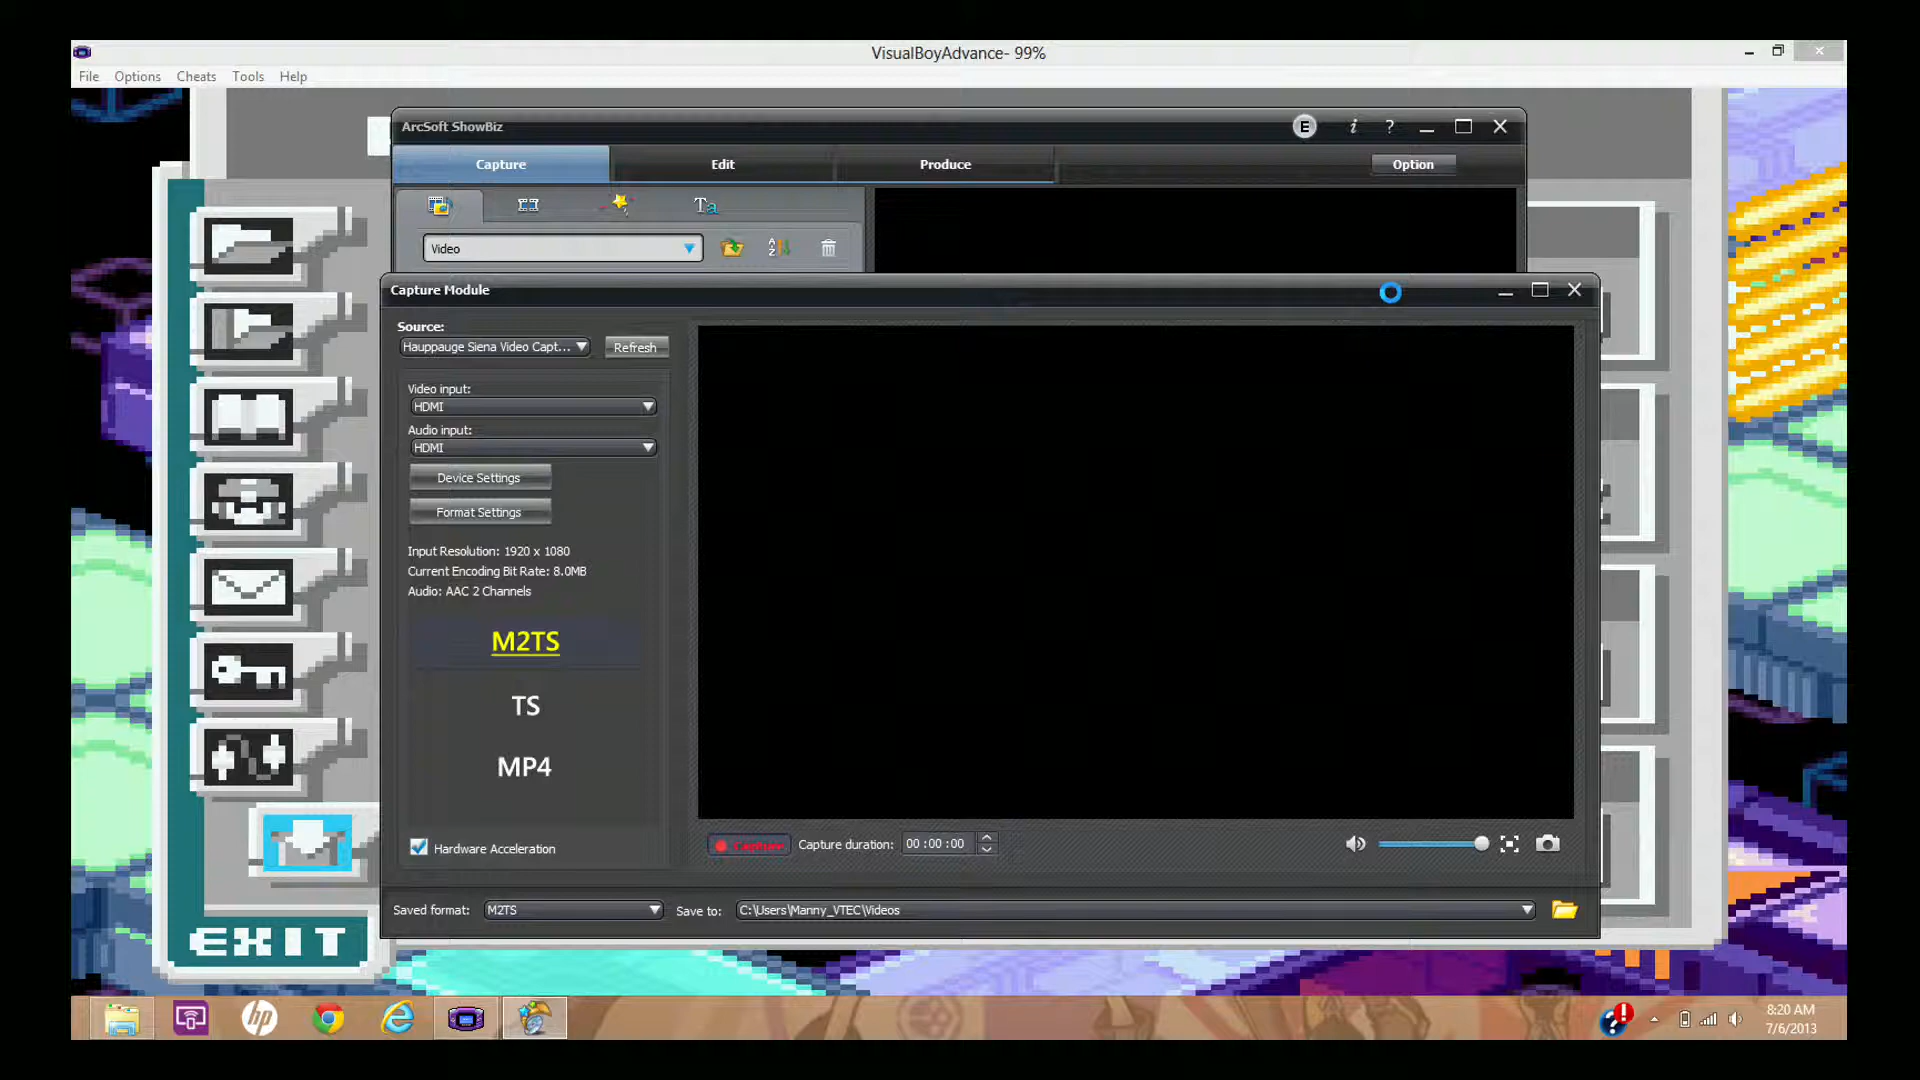 VisualBoyAdvance- 99%
File Options Cheats Tools Help
ArcSoft ShowBiz
E i ?
Capture Edit Produce Option
Ta
Video
Capture Module
Source:
Hauppauge Siena Video Capt... Refresh
Video input:
HDMI
Audio input:
HDMI
Device Settings
Format Settings
Input Resolution: 1920 x 1080
Current Encoding Bit Rate: 8.0MB
Audio: AAC 2 Channels
M2TS
TS
MP4
Hardware Acceleration
Capture Capture duration: 00 :00 :00
Saved format: M2TS Save to: C:\Users\Manny_VTEC\Videos
EXIT
hp
8:20 AM
7/6/2013